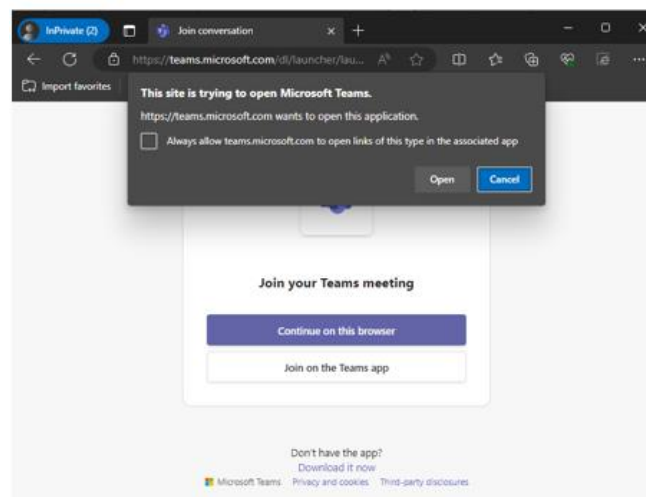 InPrivate (2)
Join conversation
https://teams.microsoft.com/dl/launcher/lau...
Import favorites
This site is trying to open Microsoft Teams.
https://teams.microsoft.com wants to open this application.
Always allow teams.microsoft.com to open links of this type in the associated app
Open Cancel
Join your Teams meeting
Continue on this browser
Join on the Teams app
Don't have the app?
Download it now
Microsoft Teams Privacy and cookies Third-party disclosures